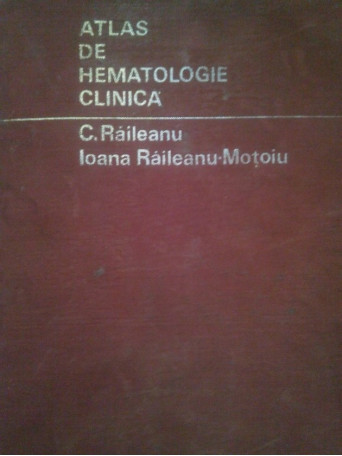 ATLAS
DE
HEMATOLOGIE
CLINICĂ
C. Răileanu
Ioana Răileanu-Moțoiu